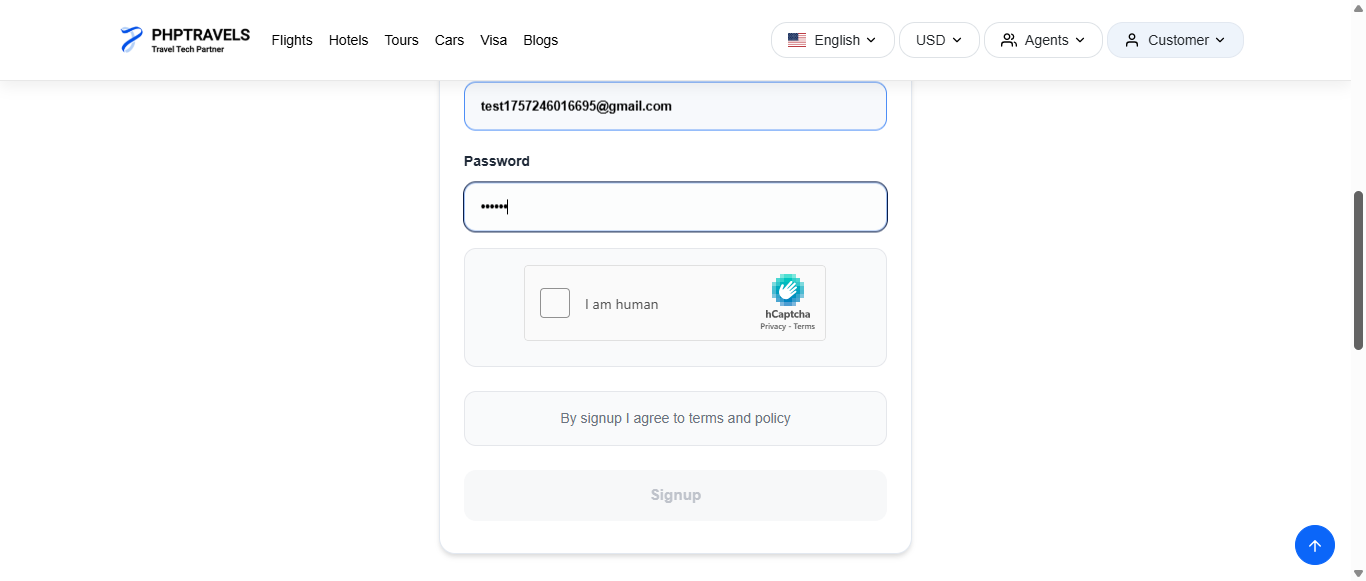 PHPTRAVELS
Travel Tech Partner
Flights Hotels Tours Cars Visa Blogs
English USD Agents Customer
test1757246016695@gmail.com
Password
••••••
I am human
hCaptcha
Privacy - Terms
By signup I agree to terms and policy
Signup